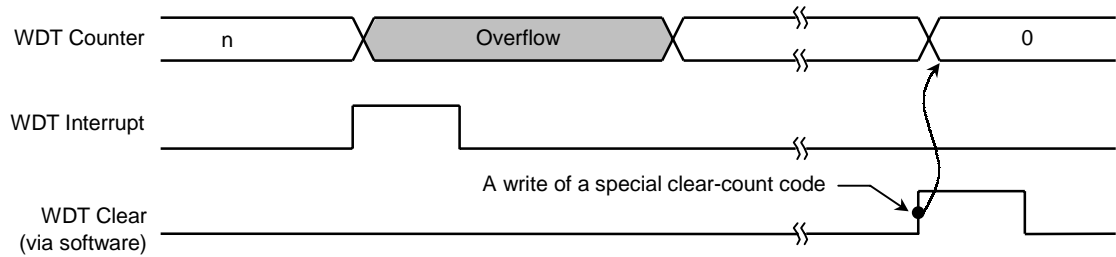 WDT Counter
n
Overflow
0
WDT Interrupt
A write of a special clear-count code
WDT Clear
(via software)